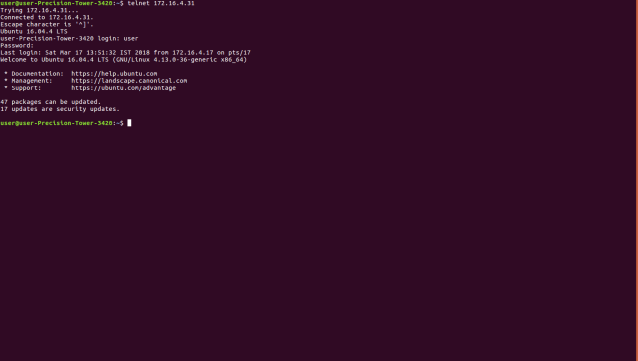 user@user-Precision-Tower-3420:~$ telnet 172.16.4.31
Trying 172.16.4.31...
Connected to 172.16.4.31.
Escape character is '^]'.
Ubuntu 16.04.4 LTS
user-Precision-Tower-3420 login: user
Password:
Last login: Sat Mar 17 13:51:32 IST 2018 from 172.16.4.17 on pts/17
Welcome to Ubuntu 16.04.4 LTS (GNU/Linux 4.13.0-36-generic x86_64)
* Documentation:  https://help.ubuntu.com
* Management:     https://landscape.canonical.com
* Support:        https://ubuntu.com/advantage
47 packages can be updated.
17 updates are security updates.
user@user-Precision-Tower-3420:~$